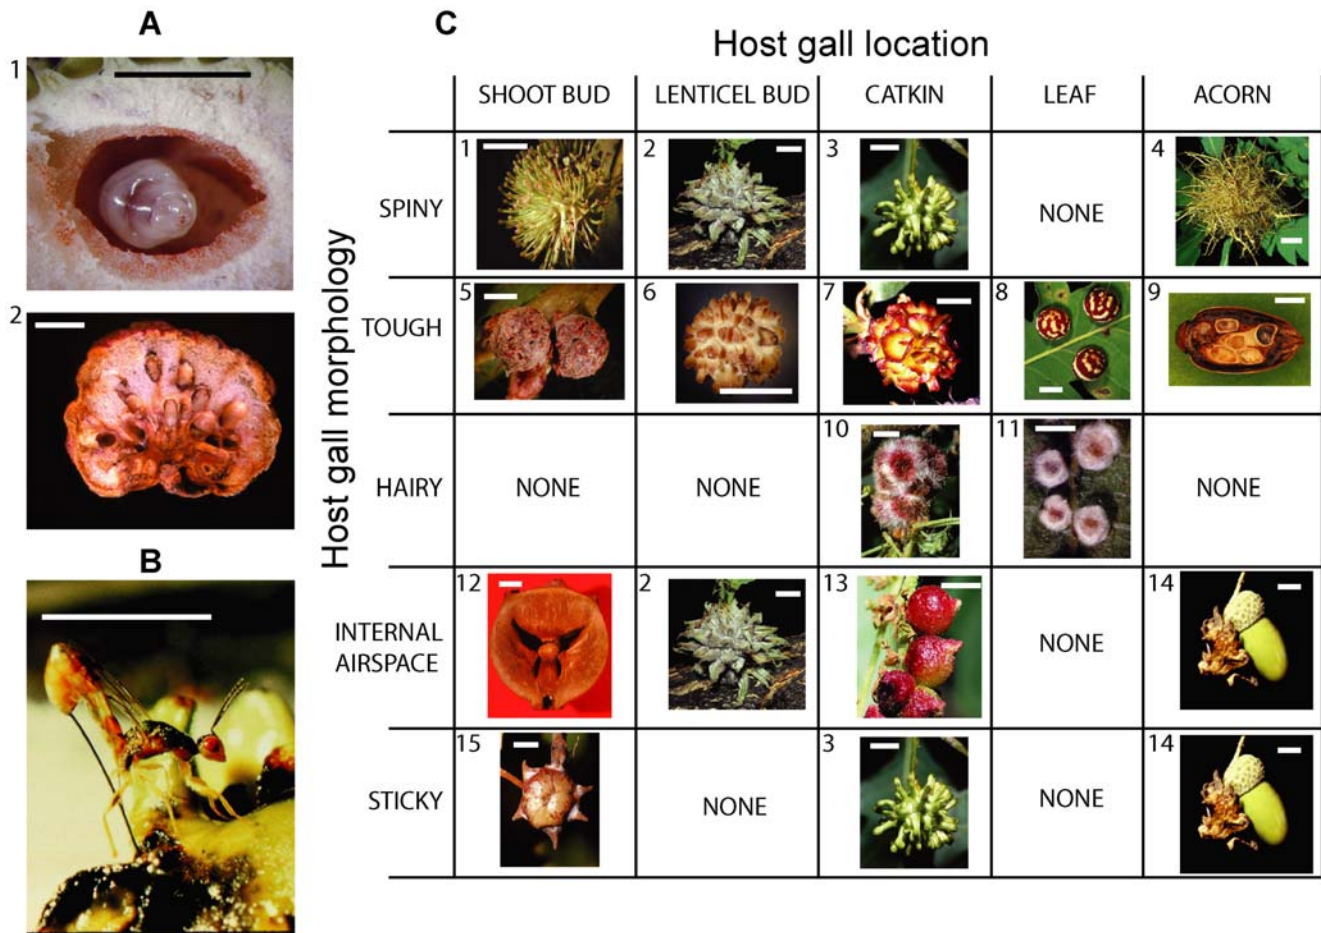 A
1
2
B
C
Host gall location
Host gall morphology
SHOOT BUD LENTICEL BUD CATKIN LEAF ACORN
SPINY 1 2 3 NONE 4
TOUGH 5 6 7 8 9
HAIRY NONE NONE 10 11 NONE
INTERNAL
AIRSPACE 12 2 13 NONE 14
STICKY 15 NONE 3 NONE 14